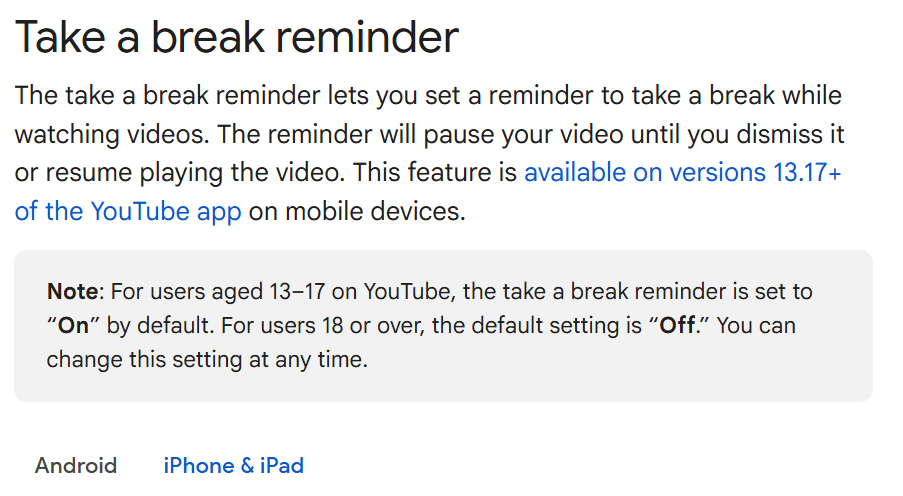 Take a break reminder
The take a break reminder lets you set a reminder to take a break while
watching videos. The reminder will pause your video until you dismiss it
or resume playing the video. This feature is available on versions 13.17+
of the YouTube app on mobile devices.
Note: For users aged 13–17 on YouTube, the take a break reminder is set to
“On” by default. For users 18 or over, the default setting is “Off.” You can
change this setting at any time.
Android iPhone & iPad